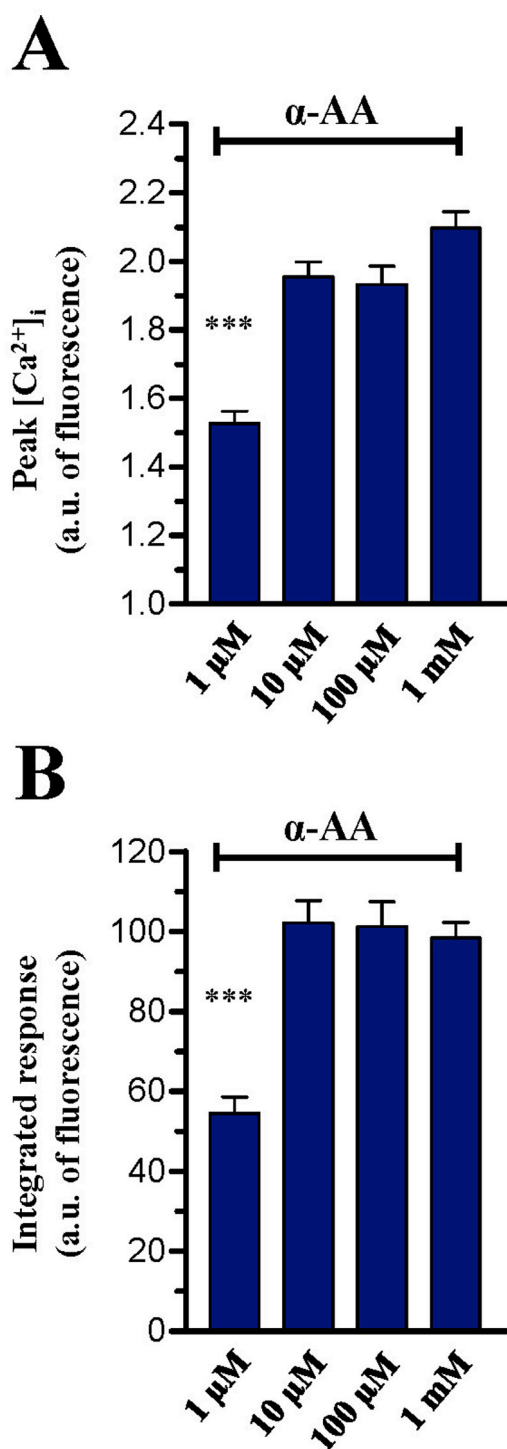 A
α-AA
Peak [Ca²⁺]ᵢ
(a.u. of fluorescence)
2.4
2.2
2.0
1.8
1.6
1.4
1.2
1.0
***
1 µM
10 µM
100 µM
1 mM
B
α-AA
Integrated response
(a.u. of fluorescence)
120
100
80
60
40
20
0
***
1 µM
10 µM
100 µM
1 mM